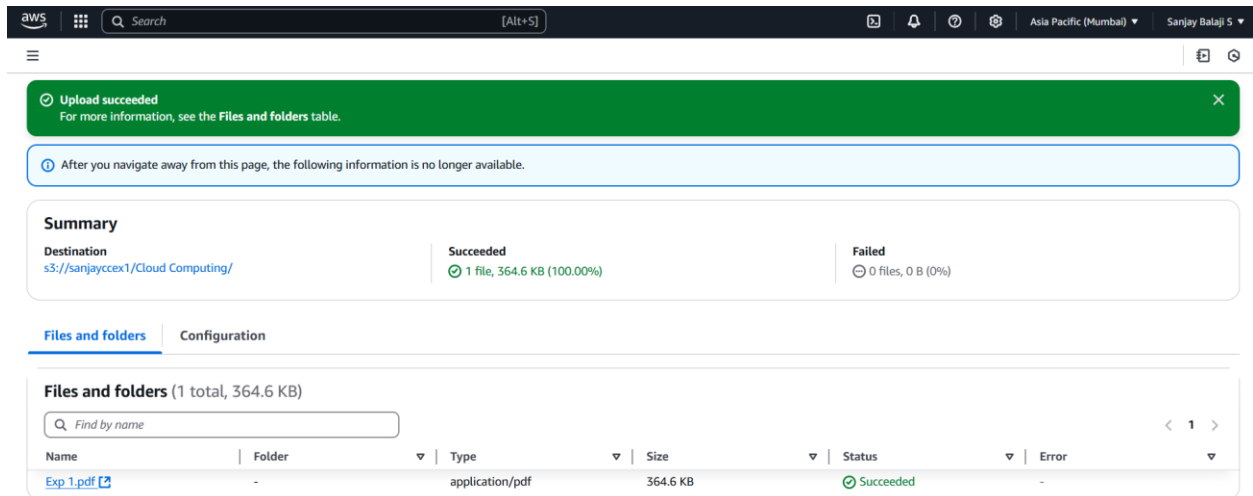 aws Search [Alt+S] Asia Pacific (Mumbai) Sanjay Balaji S
Upload succeeded
For more information, see the Files and folders table.
After you navigate away from this page, the following information is no longer available.
Summary
Destination Succeeded Failed
s3://sanjayccex1/Cloud Computing/ 1 file, 364.6 KB (100.00%) 0 files, 0 B (0%)
Files and folders Configuration
Files and folders (1 total, 364.6 KB)
Find by name 1
Name Folder Type Size Status Error
Exp 1.pdf - application/pdf 364.6 KB Succeeded -